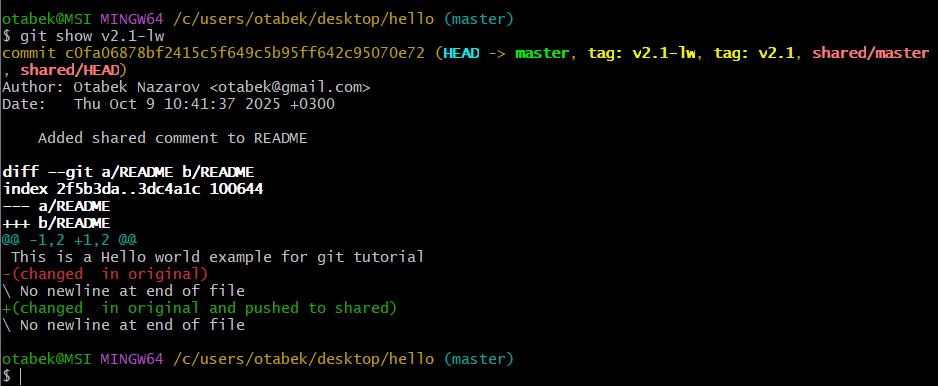 otabek@MSI MINGW64 /c/users/otabek/desktop/hello (master)
$ git show v2.1-lw
commit c0fa06878bf2415c5f649c5b95ff642c95070e72 (HEAD -> master, tag: v2.1-lw, tag: v2.1, shared/master
, shared/HEAD)
Author: Otabek Nazarov <otabek@gmail.com>
Date:   Thu Oct 9 10:41:37 2025 +0300
    Added shared comment to README
diff --git a/README b/README
index 2f5b3da..3dc4a1c 100644
--- a/README
+++ b/README
@@ -1,2 +1,2 @@
 This is a Hello world example for git tutorial
-(changed  in original)
\ No newline at end of file
+(changed  in original and pushed to shared)
\ No newline at end of file
otabek@MSI MINGW64 /c/users/otabek/desktop/hello (master)
$